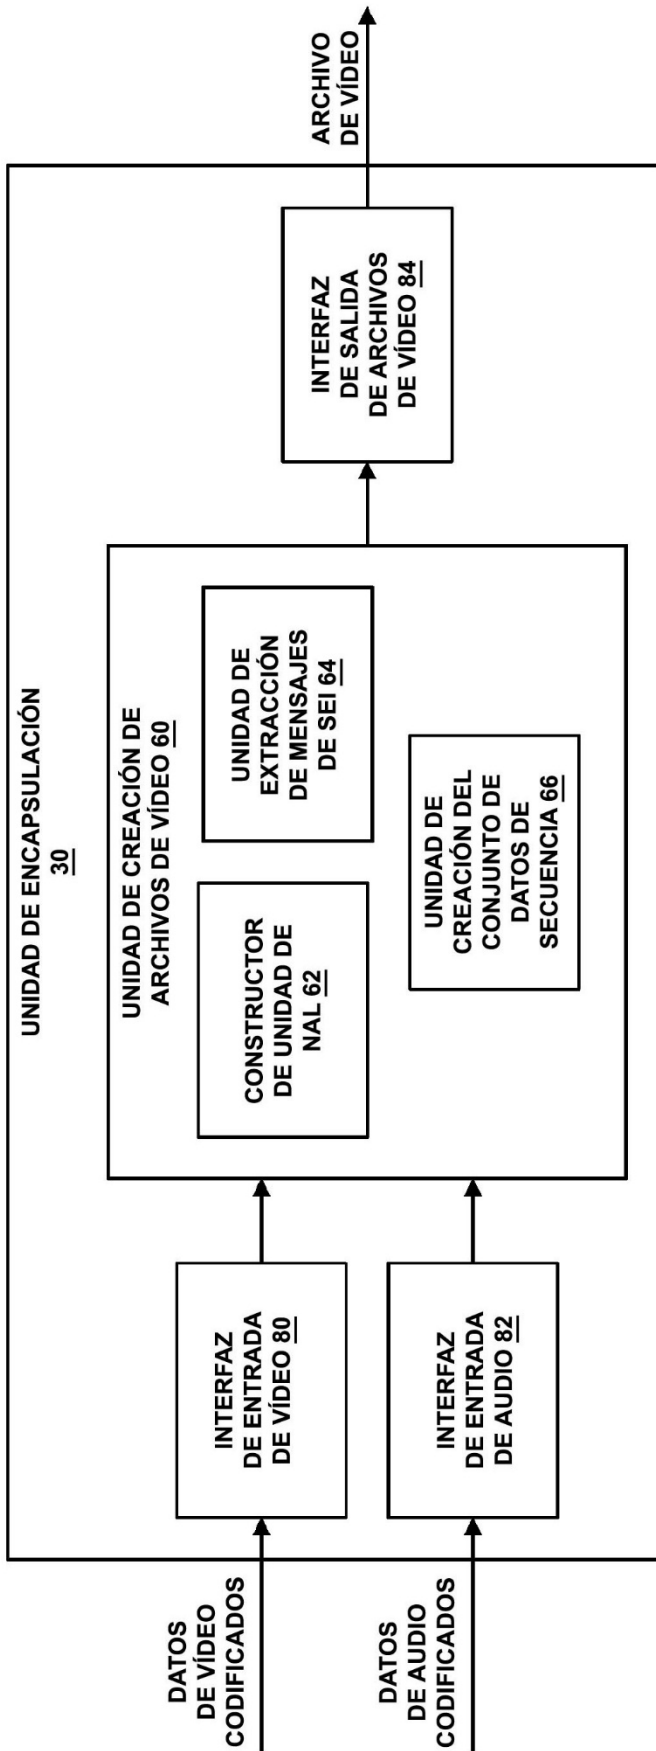 UNIDAD DE ENCAPSULACIÓN
30
DATOS
DE VÍDEO
CODIFICADOS
DATOS
DE AUDIO
CODIFICADOS
INTERFAZ
DE ENTRADA
DE VÍDEO 80
INTERFAZ
DE ENTRADA
DE AUDIO 82
UNIDAD DE CREACIÓN DE
ARCHIVOS DE VÍDEO 60
CONSTRUCTOR
DE UNIDAD DE
NAL 62
UNIDAD DE
EXTRACCIÓN
DE MENSAJES
DE SEI 64
UNIDAD DE
CREACIÓN DEL
CONJUNTO DE
DATOS DE
SECUENCIA 66
INTERFAZ
DE SALIDA
DE ARCHIVOS
DE VÍDEO 84
ARCHIVO
DE VÍDEO